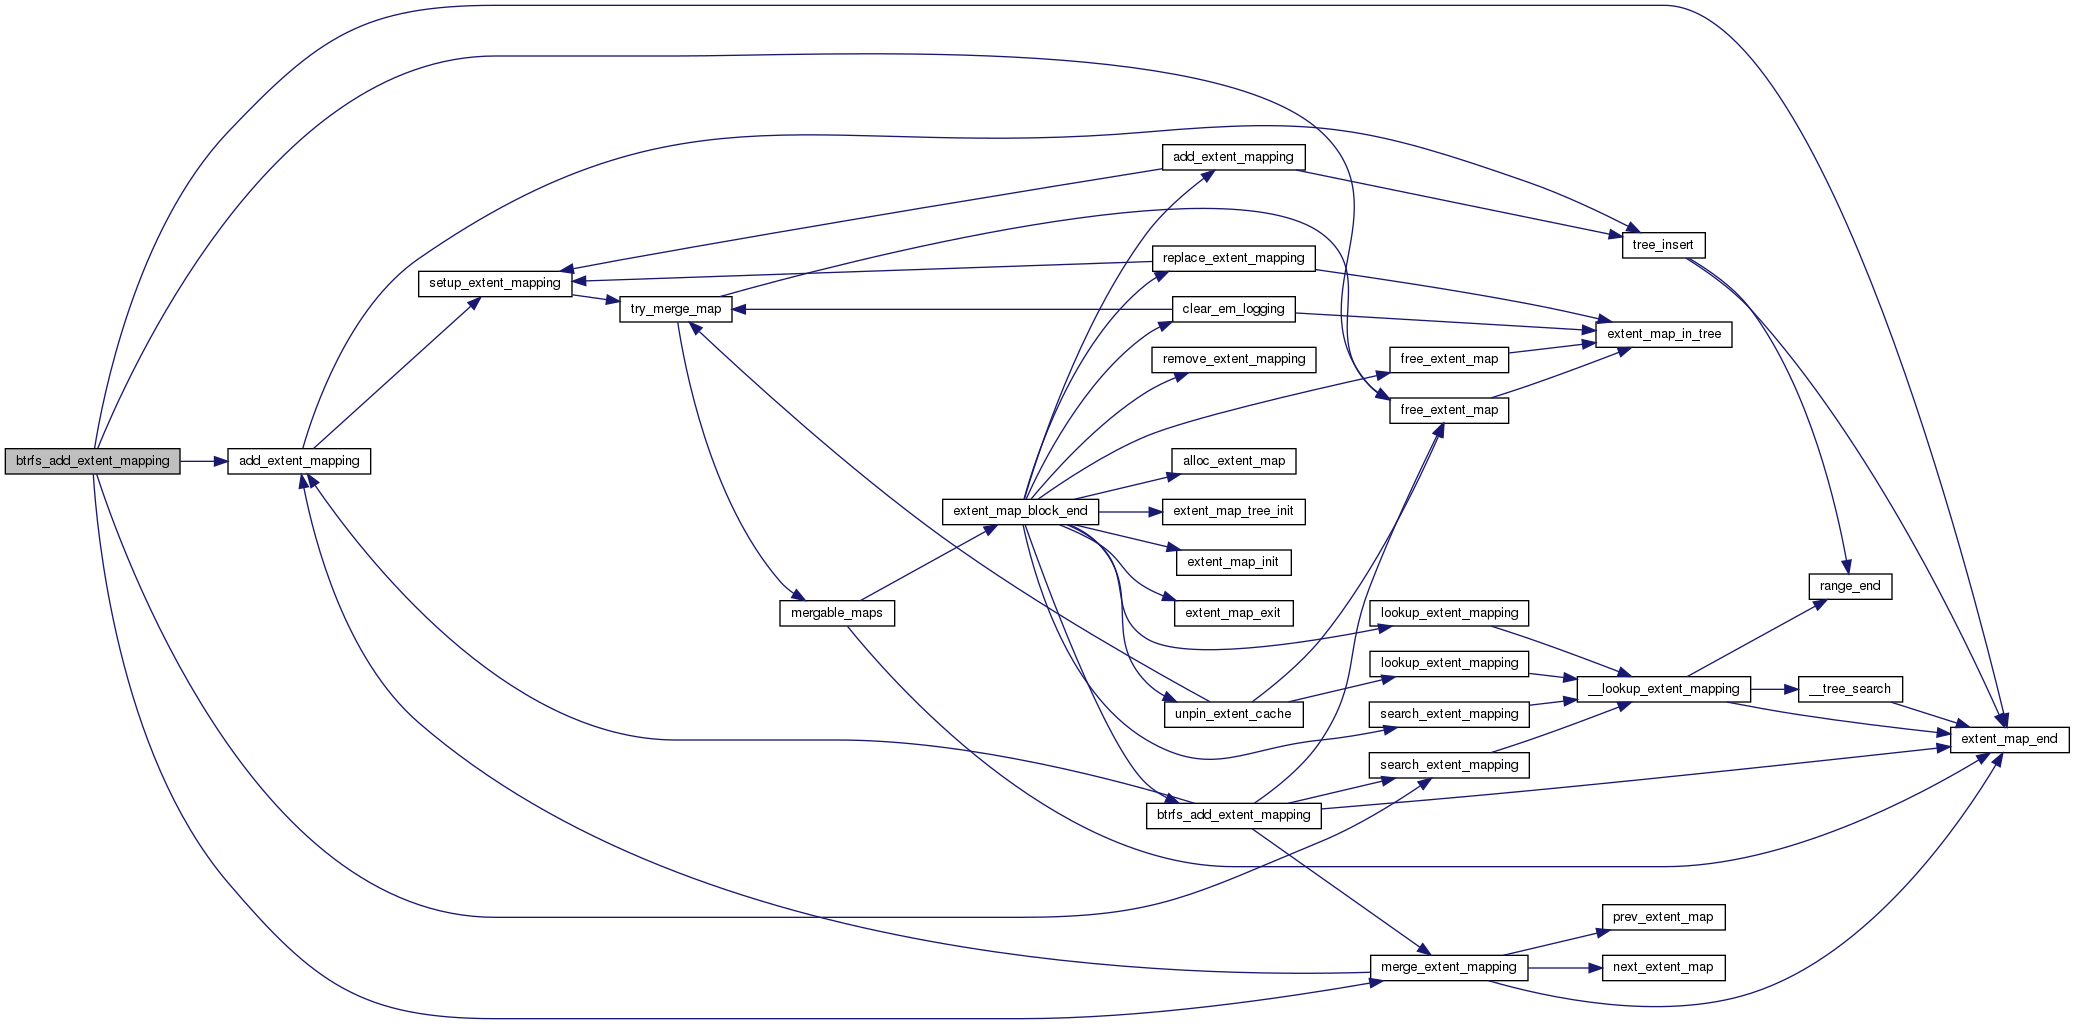 btrfs_add_extent_mapping
add_extent_mapping
setup_extent_mapping
try_merge_map
mergable_maps
extent_map_block_end
add_extent_mapping
replace_extent_mapping
clear_em_logging
remove_extent_mapping
alloc_extent_map
extent_map_tree_init
extent_map_init
extent_map_exit
unpin_extent_cache
btrfs_add_extent_mapping
free_extent_map
free_extent_map
lookup_extent_mapping
lookup_extent_mapping
search_extent_mapping
search_extent_mapping
merge_extent_mapping
tree_insert
extent_map_in_tree
__lookup_extent_mapping
prev_extent_map
next_extent_map
range_end
__tree_search
extent_map_end